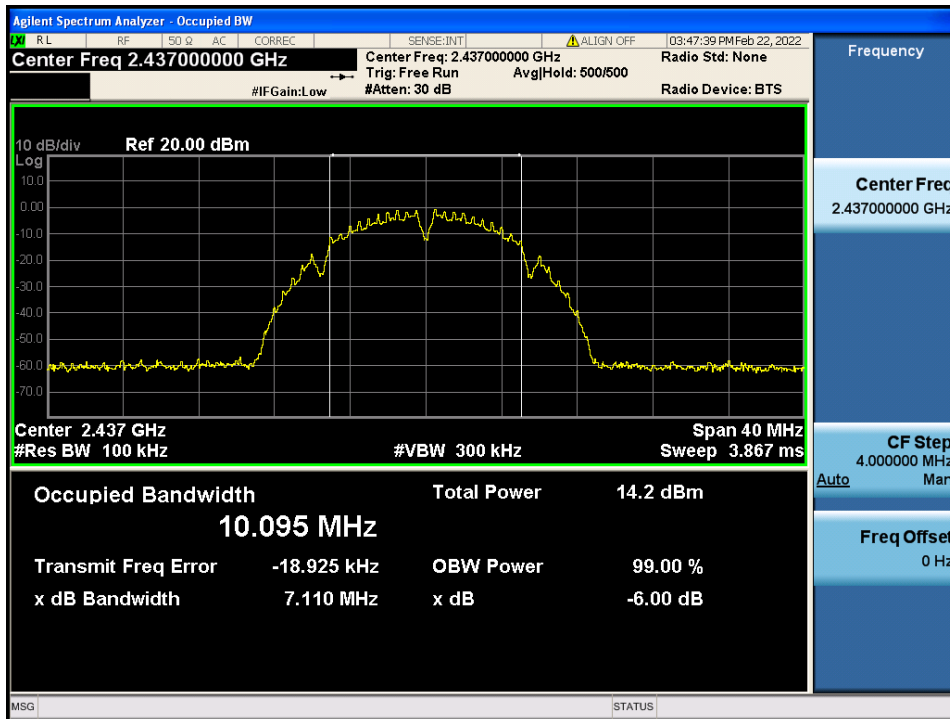 Agilent Spectrum Analyzer - Occupied BW
LXI RL RF 50 Ω AC CORREC SENSE:INT ALIGN OFF 03:47:39 PM Feb 22, 2022
Center Freq 2.437000000 GHz
Center Freq: 2.437000000 GHz
Radio Std: None
Trig: Free Run Avg|Hold: 500/500
#IFGain:Low
#Atten: 30 dB
Radio Device: BTS
10 dB/div Ref 20.00 dBm
Log
10.0
0.00
-10.0
-20.0
-30.0
-40.0
-50.0
-60.0
-70.0
Center 2.437 GHz Span 40 MHz
#Res BW 100 kHz #VBW 300 kHz Sweep 3.867 ms
Occupied Bandwidth Total Power 14.2 dBm
10.095 MHz
Transmit Freq Error -18.925 kHz OBW Power 99.00 %
x dB Bandwidth 7.110 MHz x dB -6.00 dB
Frequency
Center Freq
2.437000000 GHz
CF Step
4.000000 MHz
Auto Man
Freq Offset
0 Hz
MSG STATUS